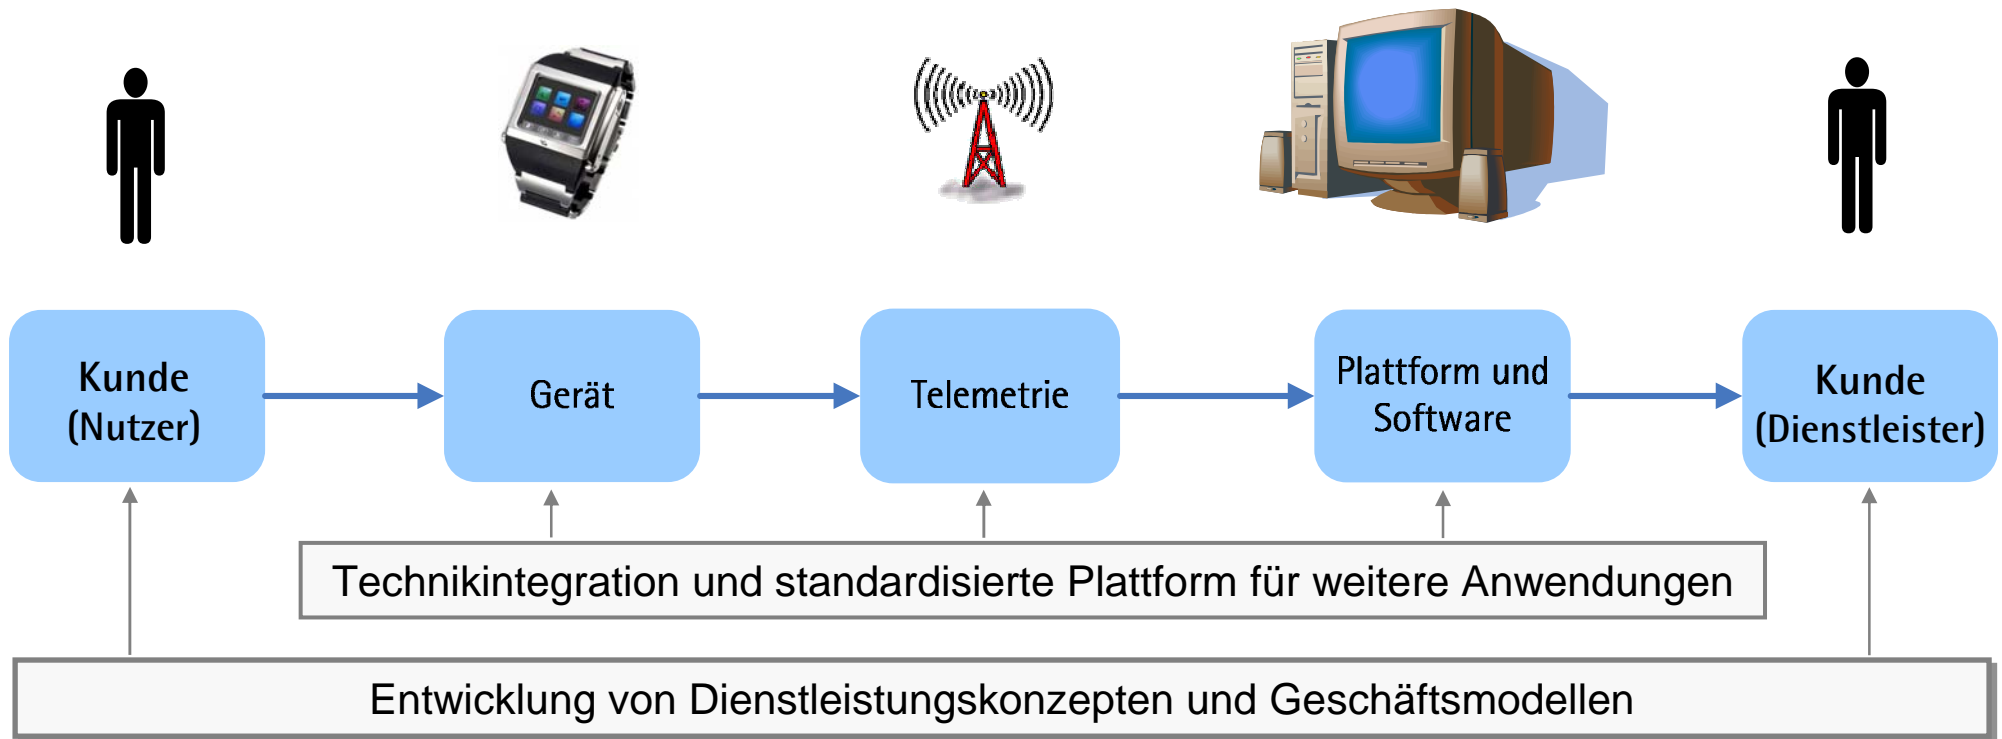 Kunde
(Nutzer)
Gerät
Telemetrie
Plattform und
Software
Kunde
(Dienstleister)
Technikintegration und standardisierte Plattform für weitere Anwendungen
Entwicklung von Dienstleistungskonzepten und Geschäftsmodellen